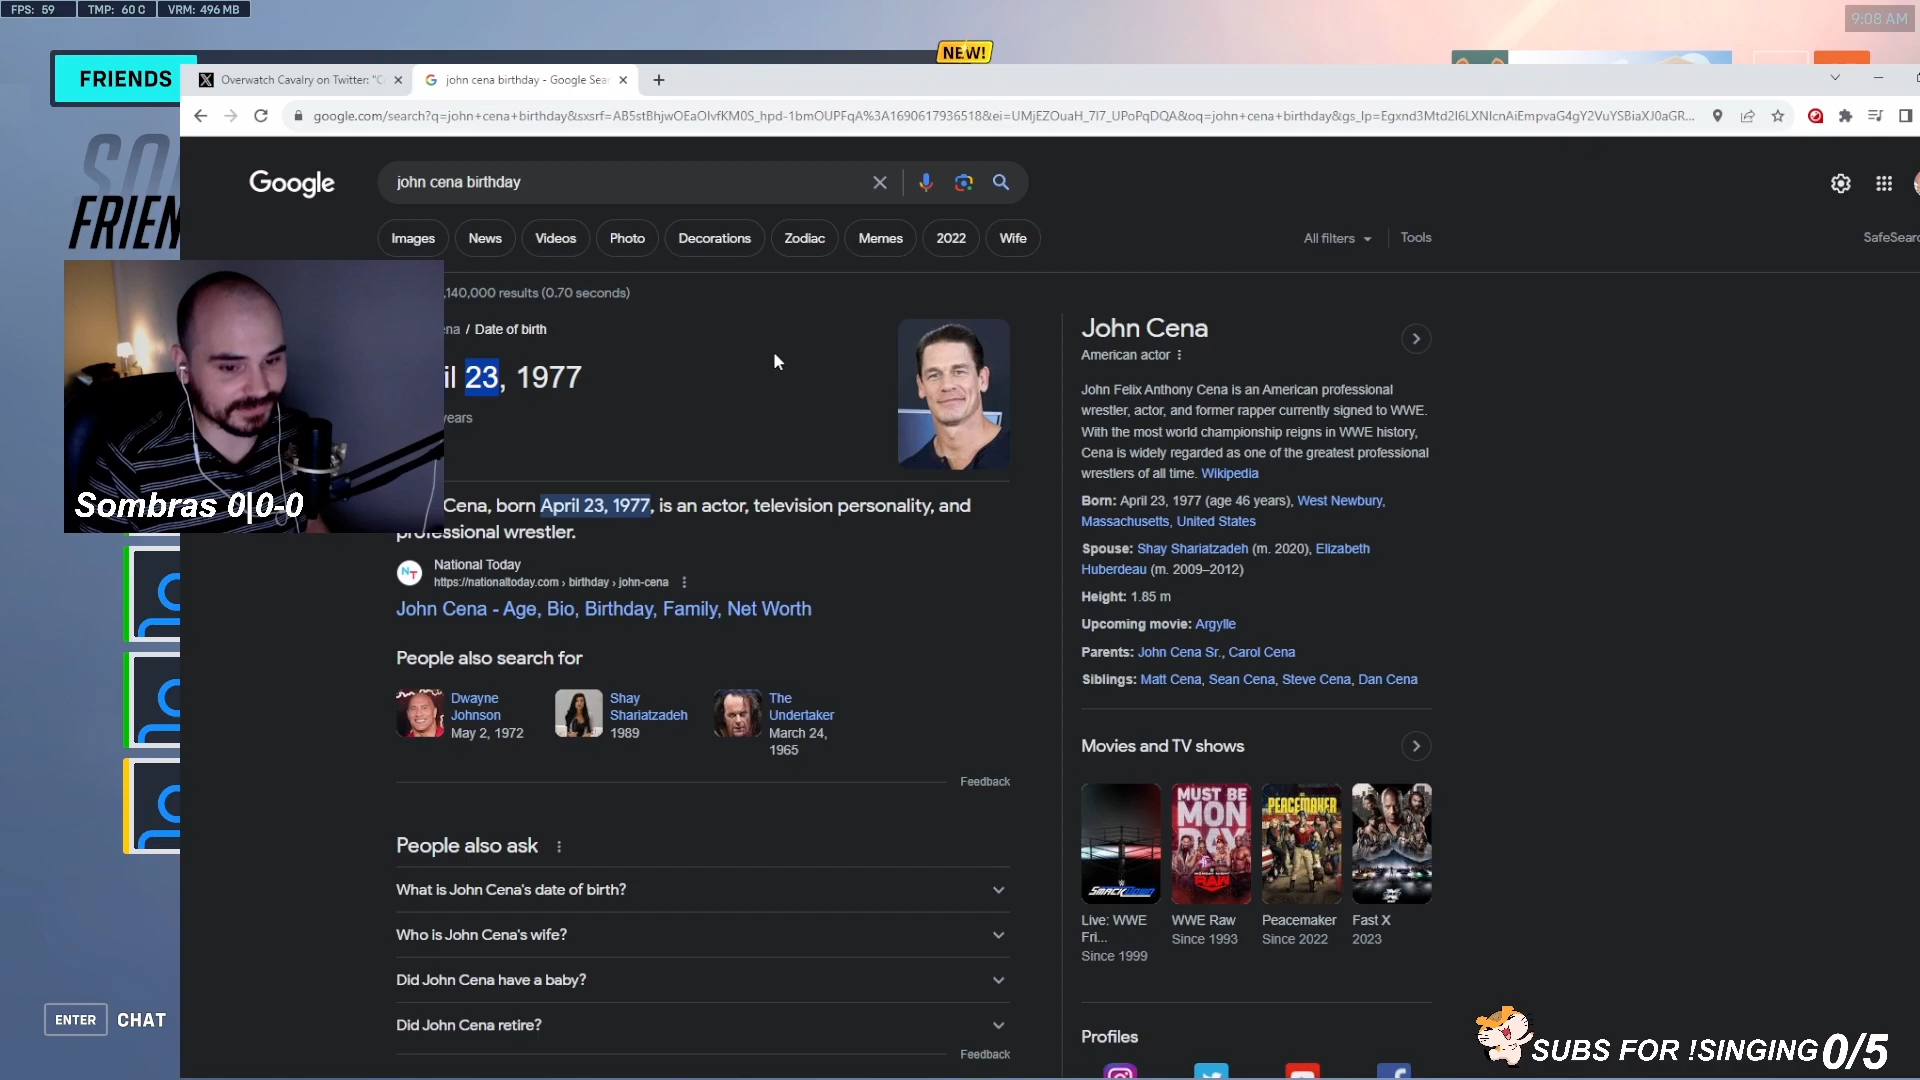 FPS: 59 TMP: 60 C VRM: 496 MB
9:08 AM
NEW!
FRIENDS
Overwatch Cavalry on Twitter: "C
john cena birthday - Google Sear
google.com/search?q=john+cena+birthday&sxsrf=AB5stBhjwOEaOlvfKM0S_hpd-1bmOUPFqA%3A1690617936518&ei=UMjEZOuaH_7l7_UPoPqDQA&oq=john+cena+birthday&gs_lp=Egxnd3Mtd2l6LXNlcnAiEmpvaG4gY2VuYSBiaXJ0aGR...
Google
john cena birthday
Images News Videos Photo Decorations Zodiac Memes 2022 Wife
All filters Tools
SafeSearc
FRIEN
,140,000 results (0.70 seconds)
na / Date of birth
il 23, 1977
years
Sombras 0|0-0
Cena, born April 23, 1977, is an actor, television personality, and
professional wrestler.
National Today
https://nationaltoday.com › birthday › john-cena
John Cena - Age, Bio, Birthday, Family, Net Worth
People also search for
Dwayne
Johnson
May 2, 1972
Shay
Shariatzadeh
1989
The
Undertaker
March 24,
1965
Feedback
People also ask
What is John Cena's date of birth?
Who is John Cena's wife?
Did John Cena have a baby?
Did John Cena retire?
Feedback
John Cena
American actor
John Felix Anthony Cena is an American professional
wrestler, actor, and former rapper currently signed to WWE.
With the most world championship reigns in WWE history,
Cena is widely regarded as one of the greatest professional
wrestlers of all time. Wikipedia
Born: April 23, 1977 (age 46 years), West Newbury,
Massachusetts, United States
Spouse: Shay Shariatzadeh (m. 2020), Elizabeth
Huberdeau (m. 2009–2012)
Height: 1.85 m
Upcoming movie: Argylle
Parents: John Cena Sr., Carol Cena
Siblings: Matt Cena, Sean Cena, Steve Cena, Dan Cena
Movies and TV shows
SMACKDOWN
MUST BE
MON
DAY
RAW
PEACEMAKER
Live: WWE
Fri...
Since 1999
WWE Raw
Since 1993
Peacemaker
Since 2022
Fast X
2023
Profiles
ENTER CHAT
SUBS FOR !SINGING 0/5